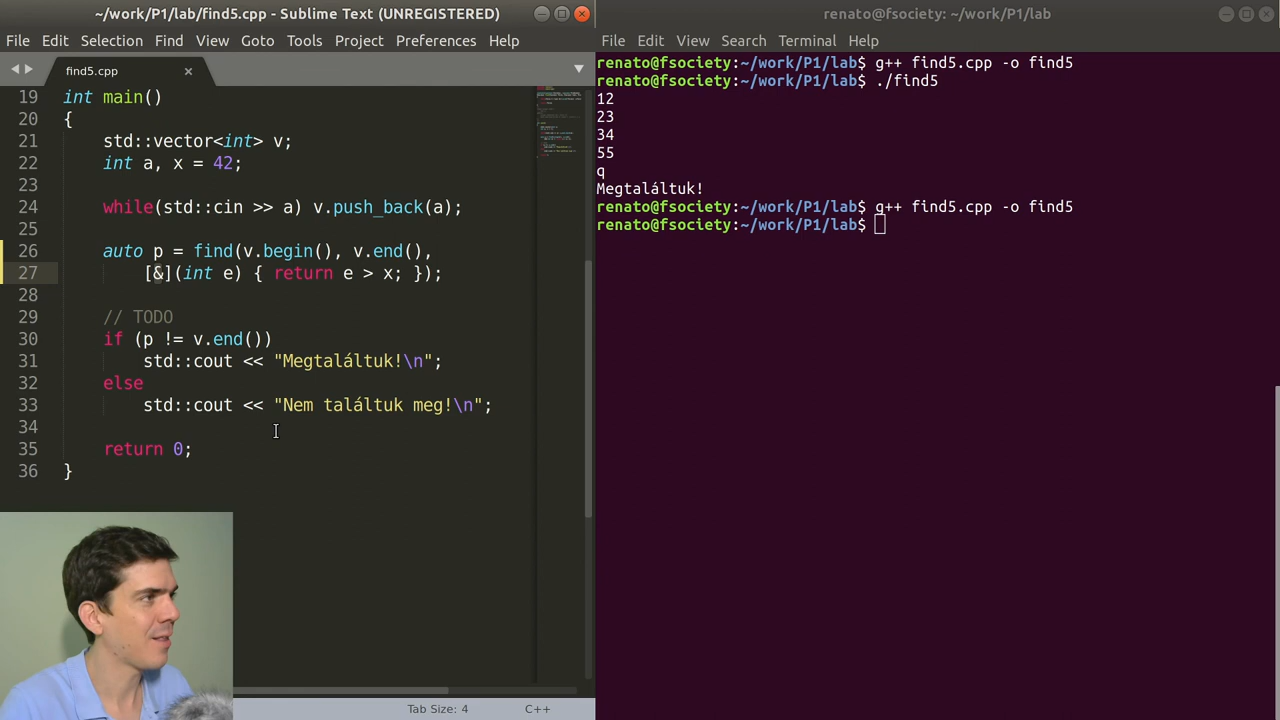 ~/work/P1/lab/find5.cpp - Sublime Text (UNREGISTERED)
File Edit Selection Find View Goto Tools Project Preferences Help
find5.cpp
19 int main()
20 {
21 std::vector<int> v;
22 int a, x = 42;
23
24 while(std::cin >> a) v.push_back(a);
25
26 auto p = find(v.begin(), v.end(),
27 [&](int e) { return e > x; });
28
29 // TODO
30 if (p != v.end())
31 std::cout << "Megtaláltuk!\n";
32 else
33 std::cout << "Nem találtuk meg!\n";
34
35 return 0;
36 }
Tab Size: 4 C++
renato@fsociety: ~/work/P1/lab
File Edit View Search Terminal Help
renato@fsociety:~/work/P1/lab$ g++ find5.cpp -o find5
renato@fsociety:~/work/P1/lab$ ./find5
12
23
34
55
q
Megtaláltuk!
renato@fsociety:~/work/P1/lab$ g++ find5.cpp -o find5
renato@fsociety:~/work/P1/lab$